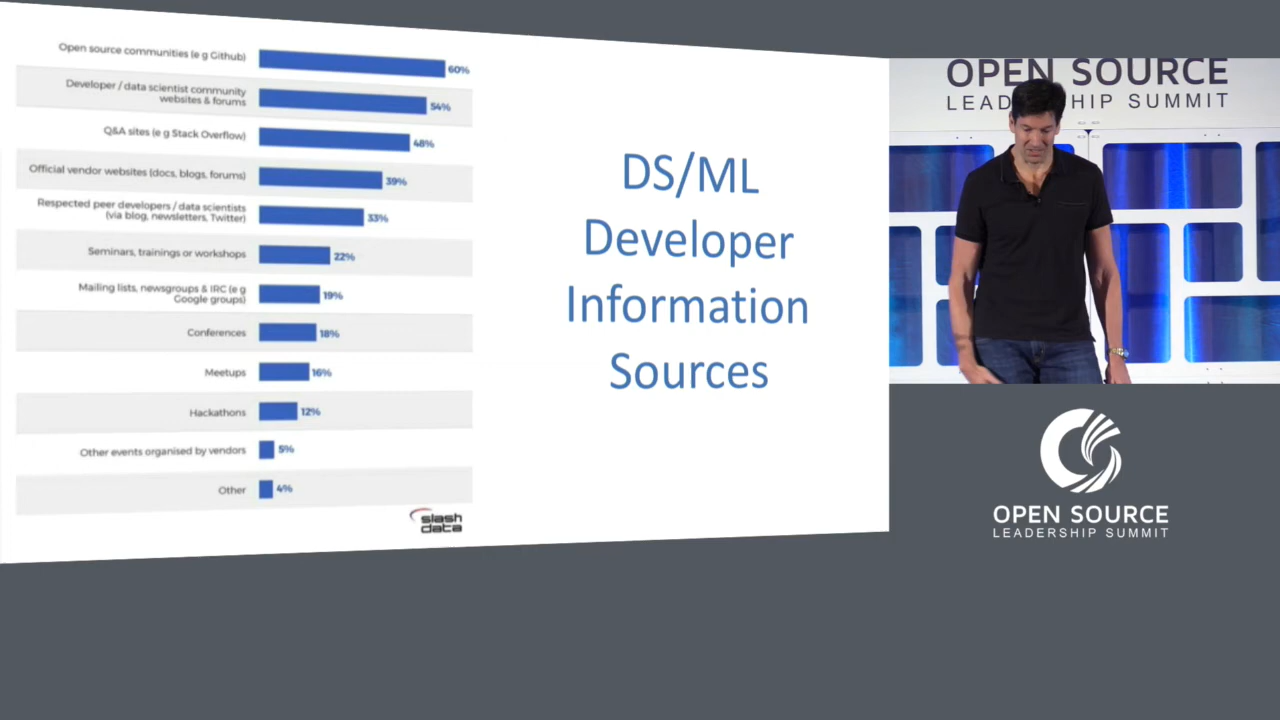 Open source communities (e g Github)
60%
Developer / data scientist community
websites & forums
54%
Q&A sites (e g Stack Overflow)
48%
Official vendor websites (docs, blogs, forums)
39%
Respected peer developers / data scientists
(via blog, newsletters, Twitter)
33%
Seminars, trainings or workshops
22%
Mailing lists, newsgroups & IRC (e g
Google groups)
19%
Conferences
18%
Meetups
16%
Hackathons
12%
Other events organised by vendors
5%
Other
4%
slash
data
DS/ML
Developer
Information
Sources
OPEN SOURCE
LEADERSHIP SUMMIT
OPEN SOURCE
LEADERSHIP SUMMIT